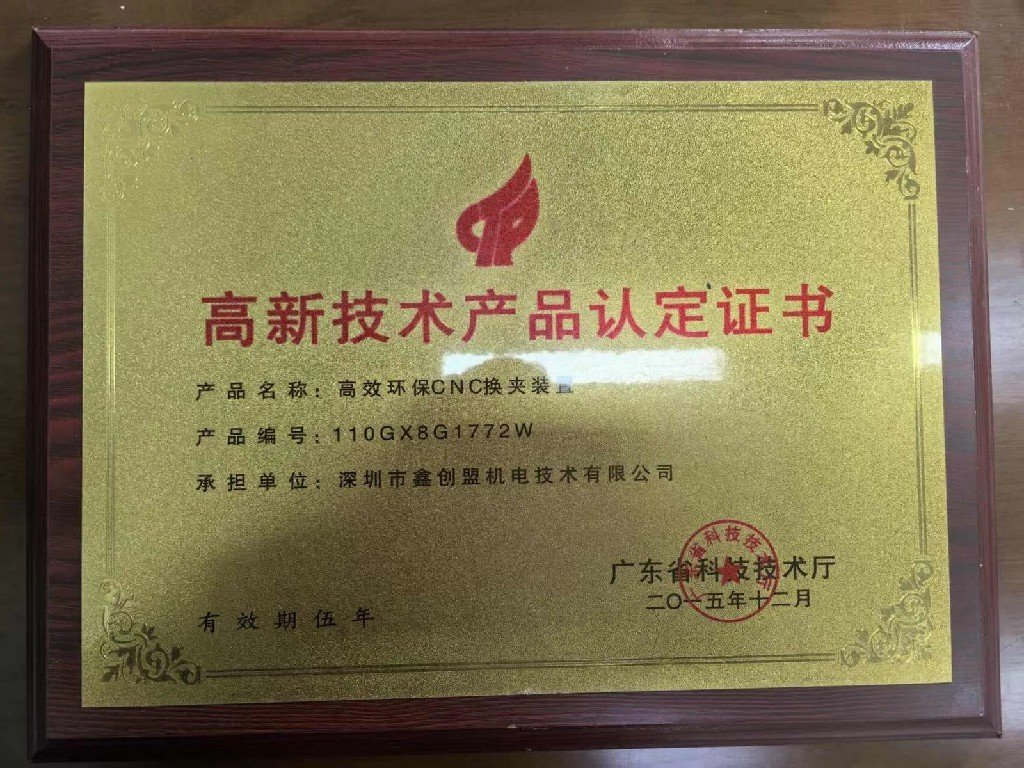 高新技术产品认定证书
产品名称：高效环保CNC换夹装置
产品编号：110GX8G1772W
承担单位：深圳市鑫创盟机电技术有限公司
广东省科技技术厅
二〇一五年十二月
有效期伍年